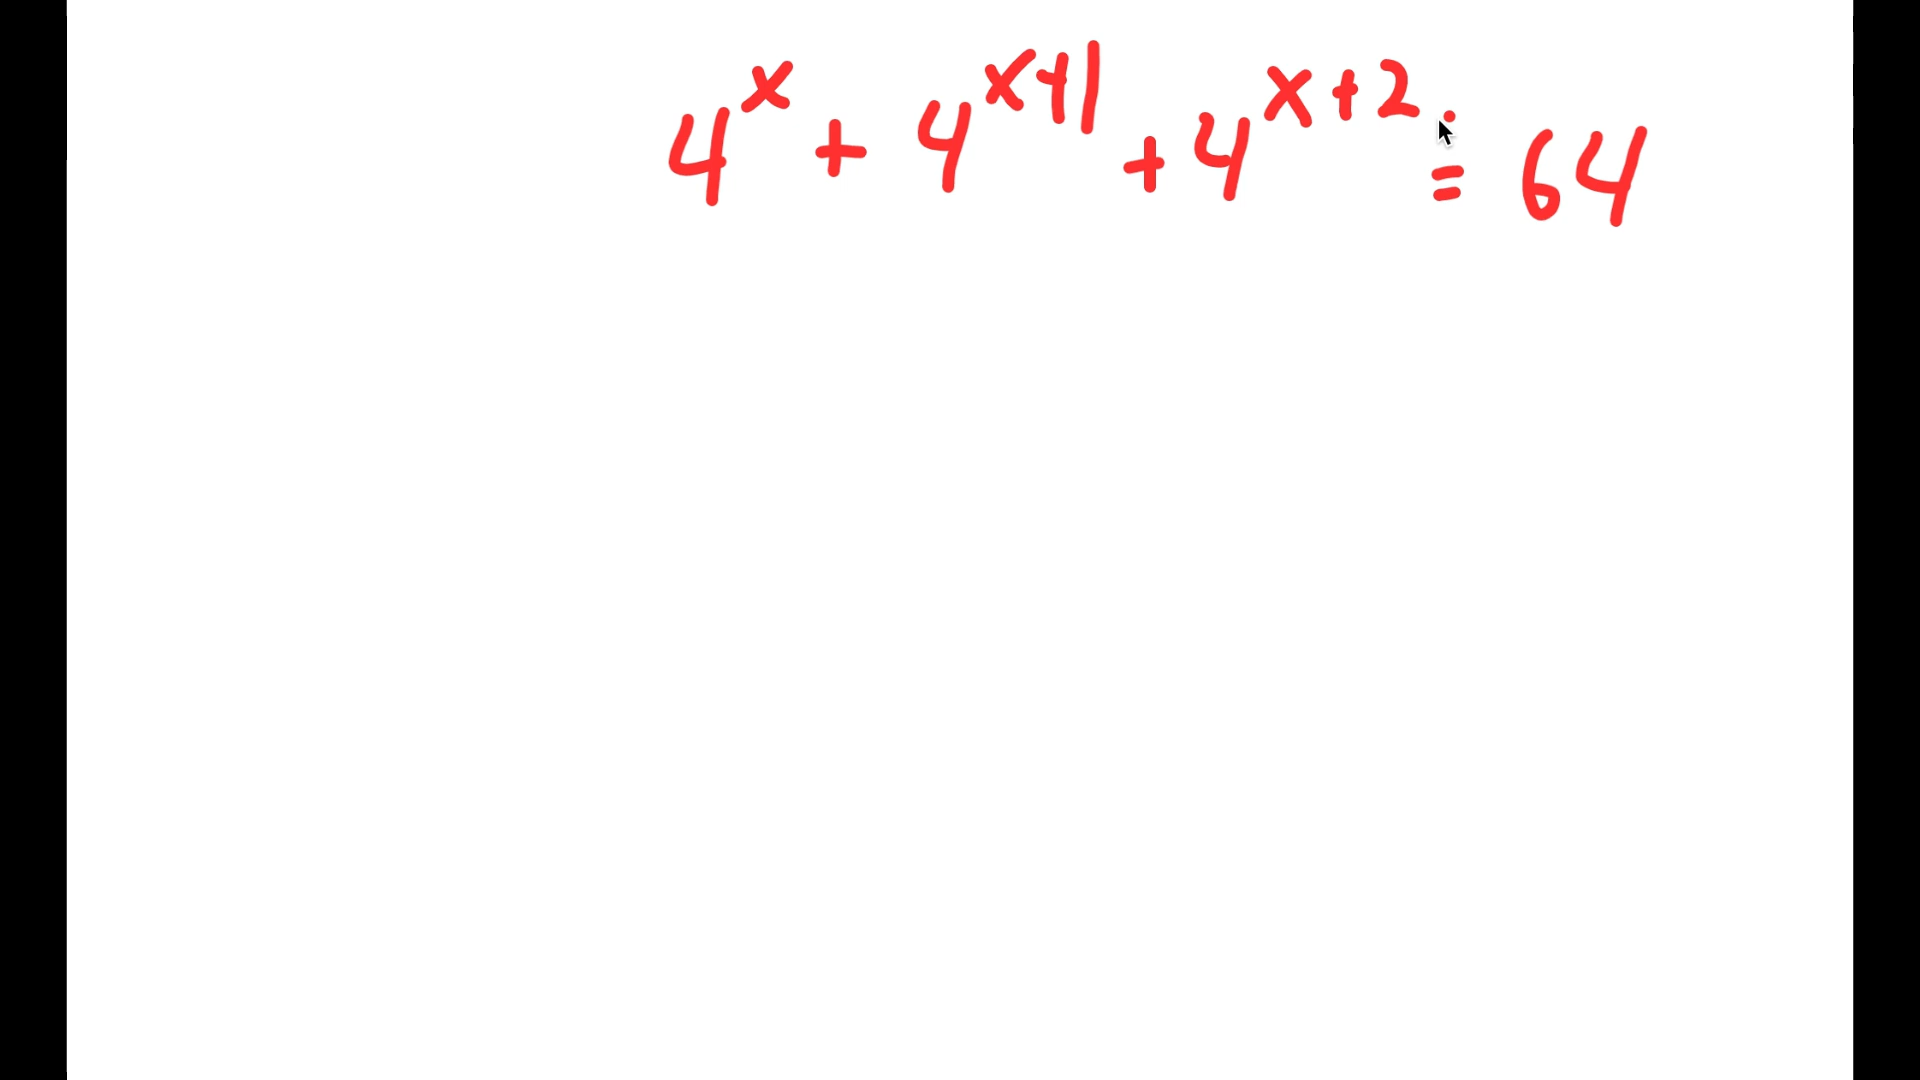 4^x + 4^{x+1} + 4^{x+2} = 64